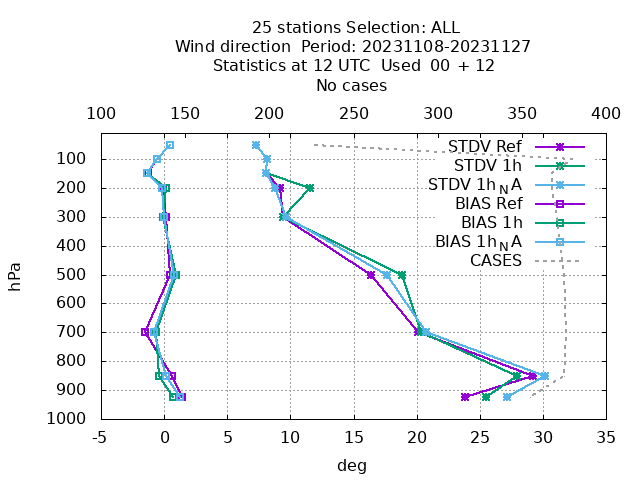 25 stations Selection: ALL
Wind direction  Period: 20231108-20231127
Statistics at 12 UTC  Used  00 + 12
No cases
100 150 200 250 300 350 400
STDV Ref
STDV 1h
STDV 1h_NA
BIAS Ref
BIAS 1h
BIAS 1h_NA
CASES
hPa
100
200
300
400
500
600
700
800
900
1000
-5 0 5 10 15 20 25 30 35
deg